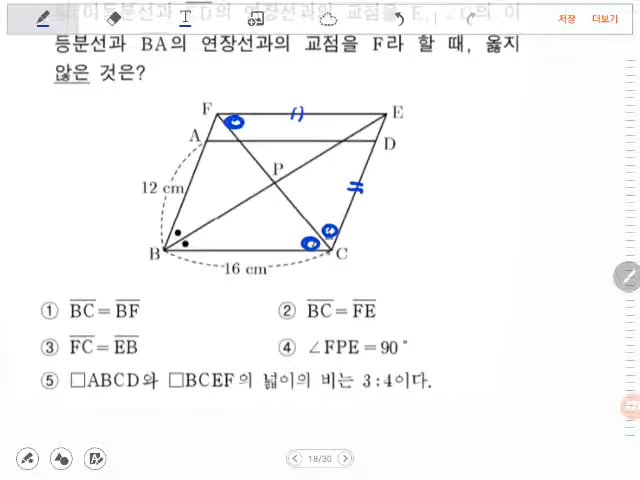 저장 더보기
등분선과 BA의 연장선과의 교점을 F라 할 때, 옳지
않은 것은?
F E
A D
P
12 cm
B C
16 cm
① BC=BF ② BC=FE
③ FC=EB ④ ∠FPE=90°
⑤ □ABCD와 □BCEF의 넓이의 비는 3:4이다.
18/30